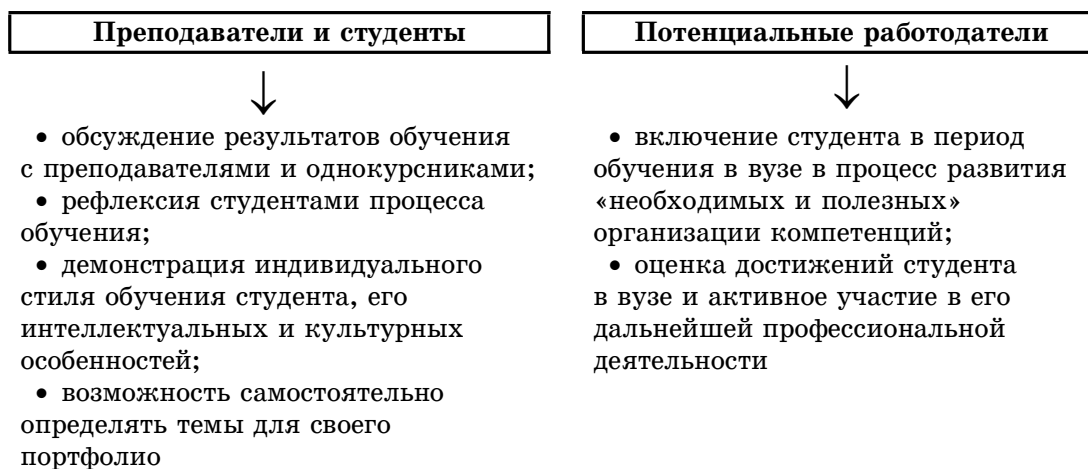 Преподаватели и студенты
• обсуждение результатов обучения
с преподавателями и однокурсниками;
• рефлексия студентами процесса
обучения;
• демонстрация индивидуального
стиля обучения студента, его
интеллектуальных и культурных
особенностей;
• возможность самостоятельно
определять темы для своего
портфолио
Потенциальные работодатели
• включение студента в период
обучения в вузе в процесс развития
«необходимых и полезных»
организации компетенций;
• оценка достижений студента
в вузе и активное участие в его
дальнейшей профессиональной
деятельности